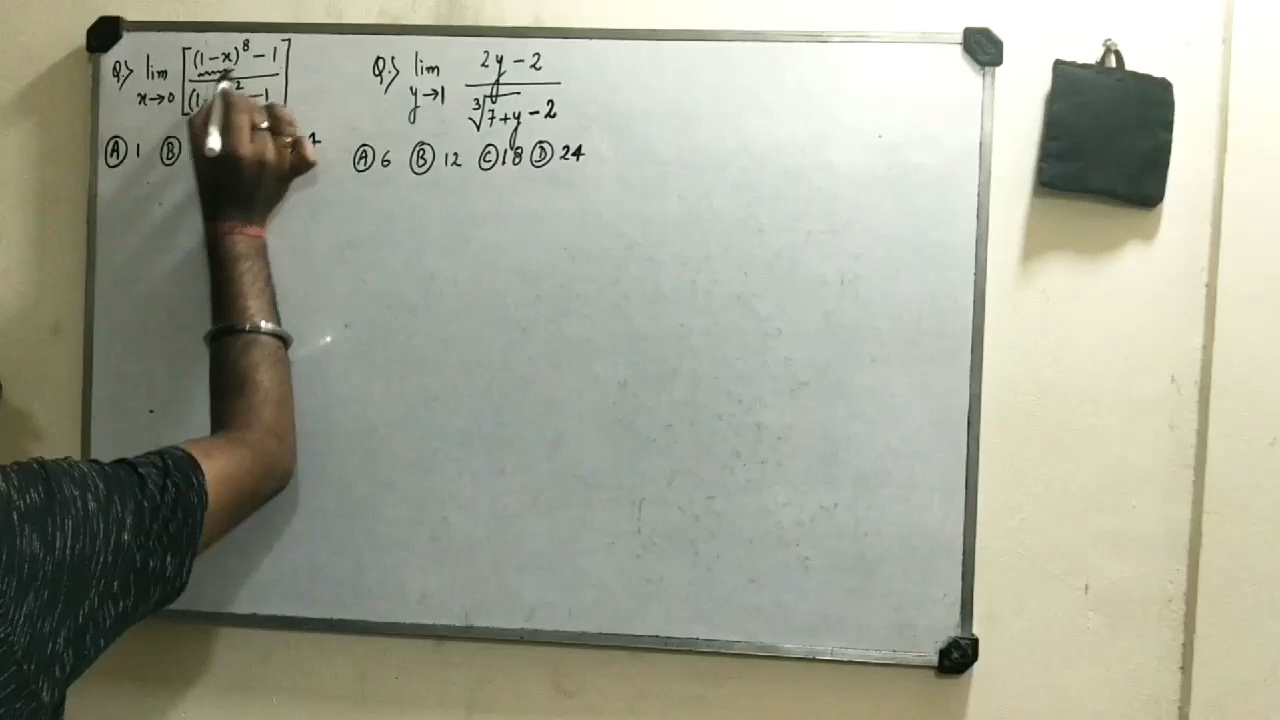 Q.> lim x→0 [ (1-x)^8 - 1 / (1- ^2 - 1 ]
Ⓐ 1 Ⓑ
Q.> lim y→1 2y-2 / ∛7+y - 2
Ⓐ 6 Ⓑ 12 Ⓒ 18 Ⓓ 24